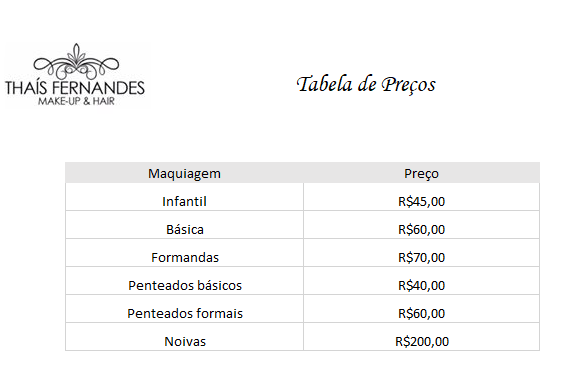 THAÍS FERNANDES
MAKE-UP & HAIR
Tabela de Preços
Maquiagem Preço
Infantil R$45,00
Básica R$60,00
Formandas R$70,00
Penteados básicos R$40,00
Penteados formais R$60,00
Noivas R$200,00